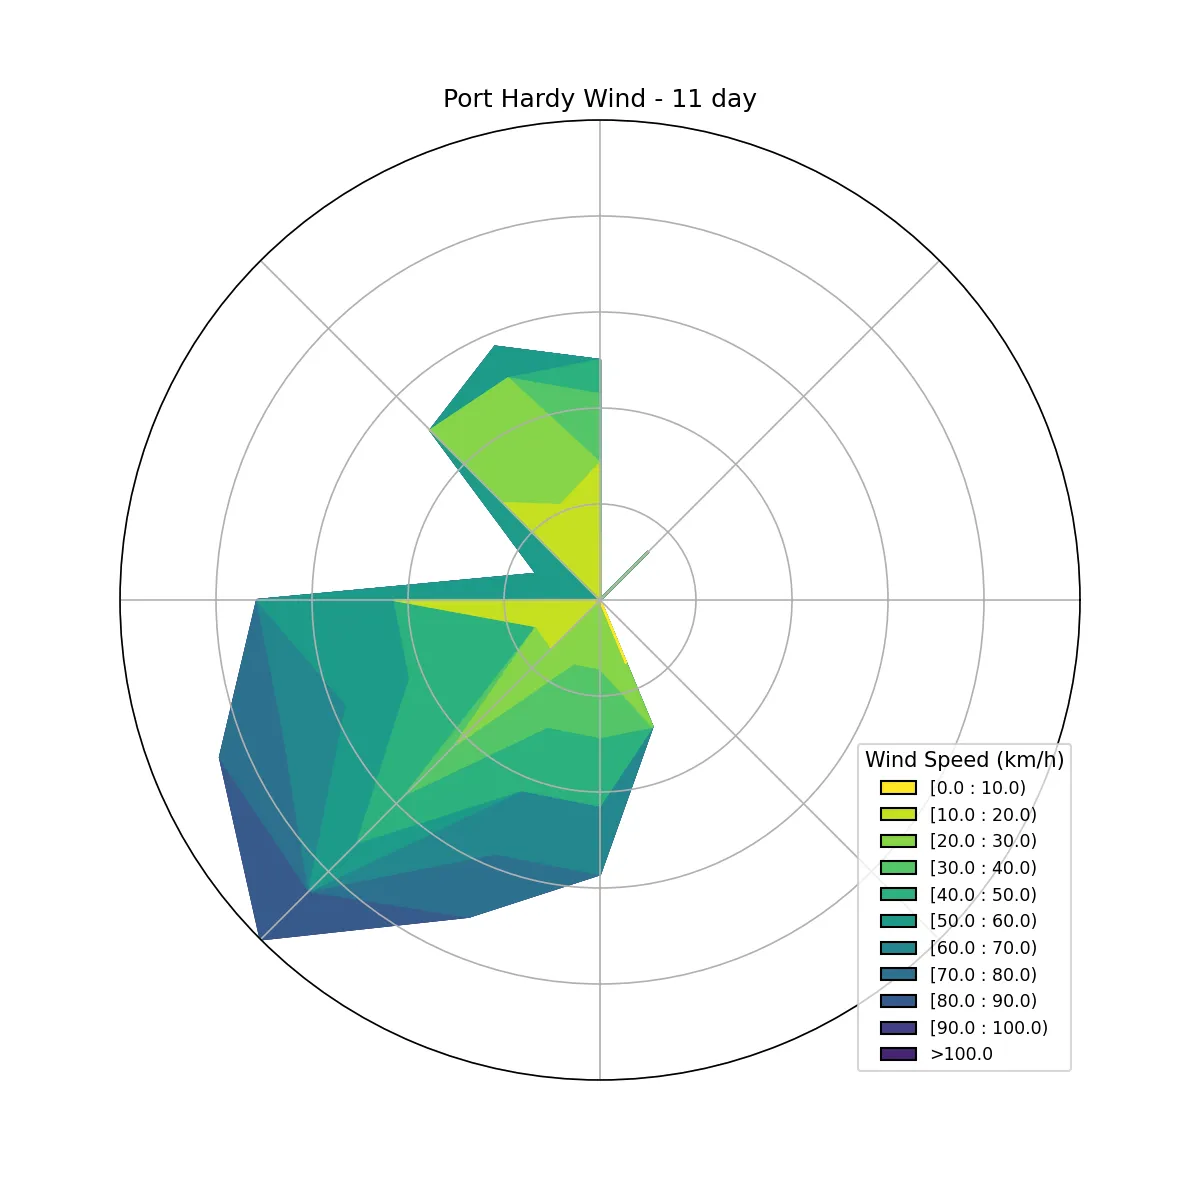 Port Hardy Wind - 11 day
Wind Speed (km/h)
[0.0 : 10.0)
[10.0 : 20.0)
[20.0 : 30.0)
[30.0 : 40.0)
[40.0 : 50.0)
[50.0 : 60.0)
[60.0 : 70.0)
[70.0 : 80.0)
[80.0 : 90.0)
[90.0 : 100.0)
>100.0